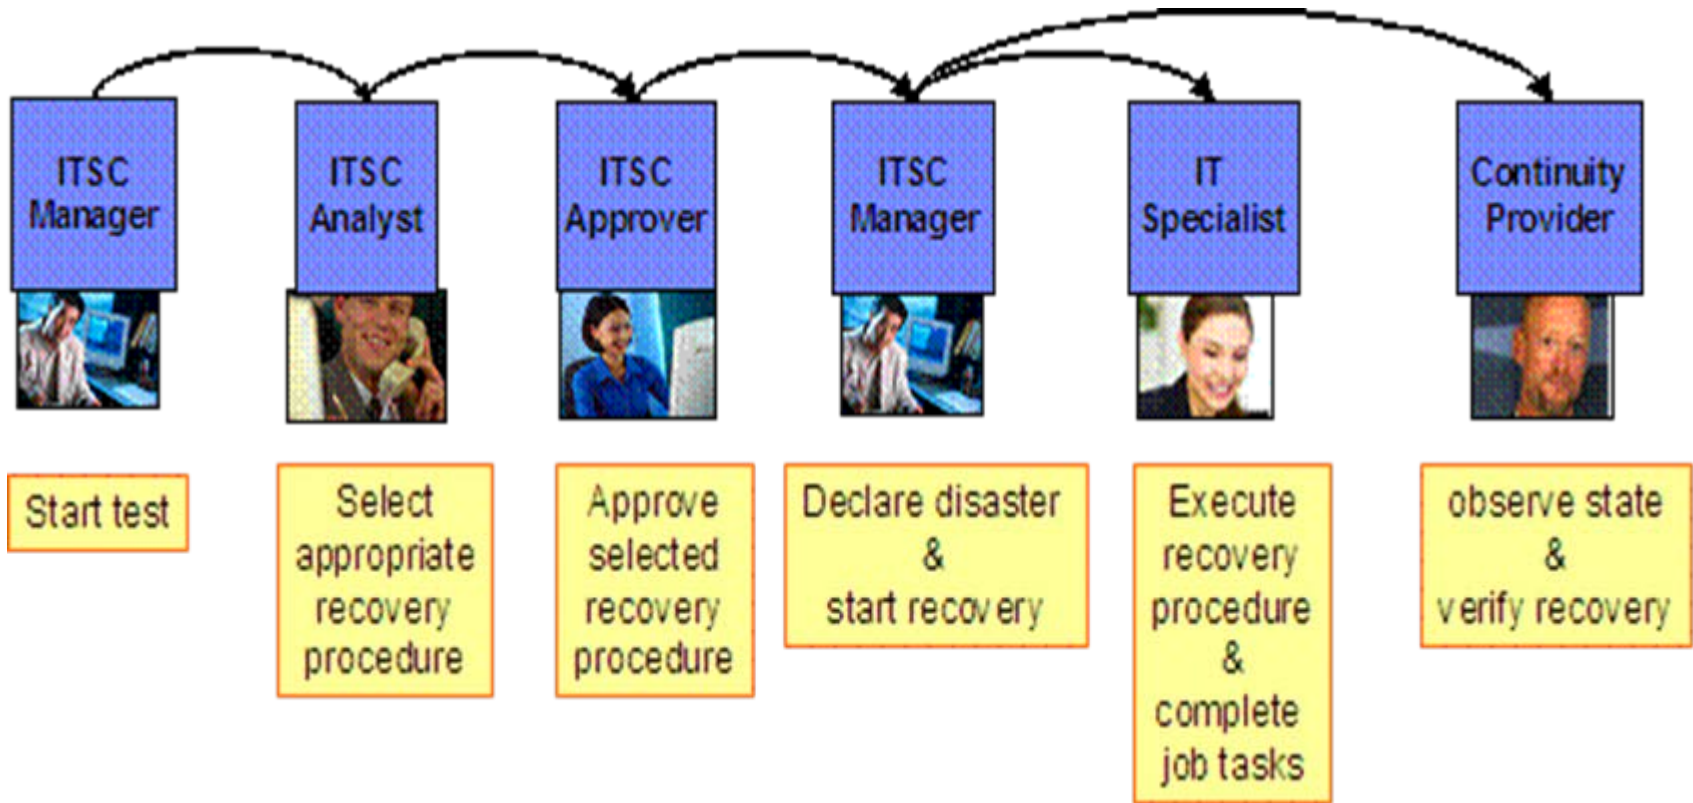 ITSC
Manager
ITSC
Analyst
ITSC
Approver
ITSC
Manager
IT
Specialist
Continuity
Provider
Start test
Select
appropriate
recovery
procedure
Approve
selected
recovery
procedure
Declare disaster
&
start recovery
Execute
recovery
procedure
&
complete
job tasks
observe state
&
verify recovery